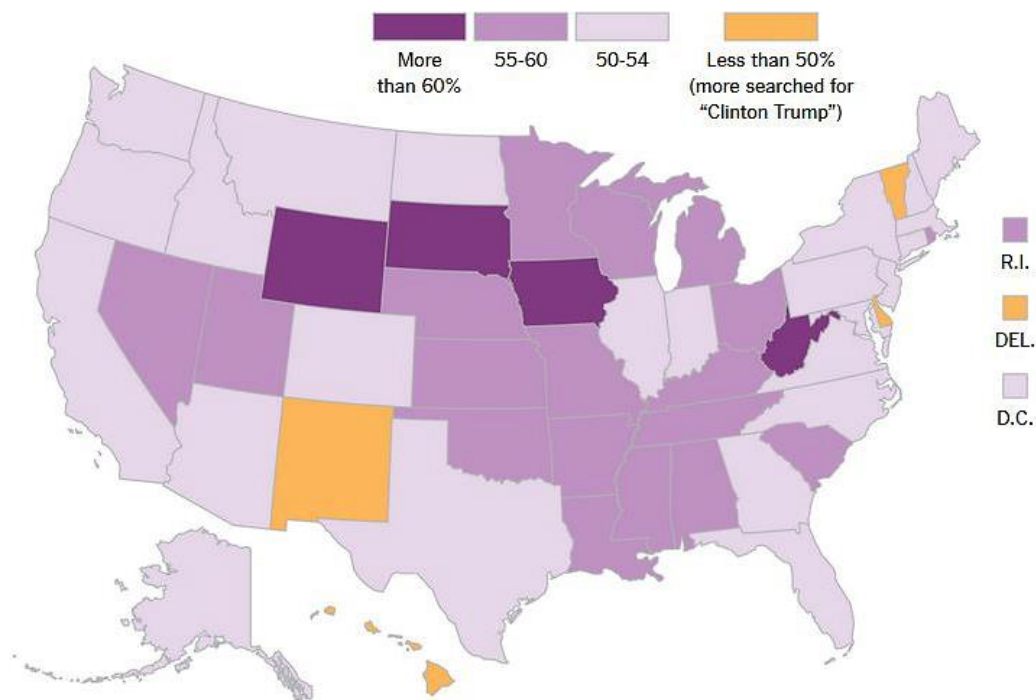 More
than 60%
55-60
50-54
Less than 50%
(more searched for
“Clinton Trump”)
R.I.
DEL.
D.C.